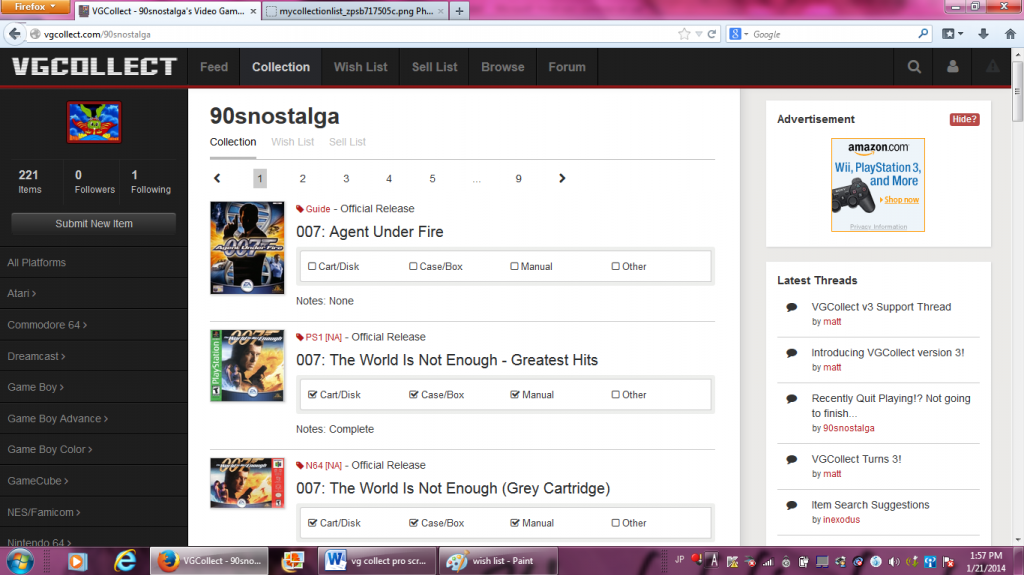 Firefox
VGCollect - 90snostalga's Video Gam...
mycollectionlist_zpsb717505c.png Ph...
vgcollect.com/90snostalga
Google
VGCOLLECT
Feed
Collection
Wish List
Sell List
Browse
Forum
221
Items
0
Followers
1
Following
Submit New Item
All Platforms
Atari ›
Commodore 64 ›
Dreamcast ›
Game Boy ›
Game Boy Advance ›
Game Boy Color ›
GameCube ›
NES/Famicom ›
Nintendo 64 ›
90snostalga
Collection Wish List Sell List
1 2 3 4 5 ... 9
007
Agent Under Fire
EA
Guide - Official Release
007: Agent Under Fire
Cart/Disk Case/Box Manual Other
Notes: None
PlayStation
007
PS1 [NA] - Official Release
007: The World Is Not Enough - Greatest Hits
Cart/Disk Case/Box Manual Other
Notes: Complete
007
N64 [NA] - Official Release
007: The World Is Not Enough (Grey Cartridge)
Cart/Disk Case/Box Manual Other
Advertisement
Hide?
amazon.com
Wii, PlayStation 3,
and More
Shop now
Privacy Information
Latest Threads
VGCollect v3 Support Thread
by matt
Introducing VGCollect version 3!
by matt
Recently Quit Playing!? Not going
to finish...
by 90snostalga
VGCollect Turns 3!
by matt
Item Search Suggestions
by inexodus
VGCollect - 90sno...
vg collect pro scr...
wish list - Paint
JP
1:57 PM
1/21/2014